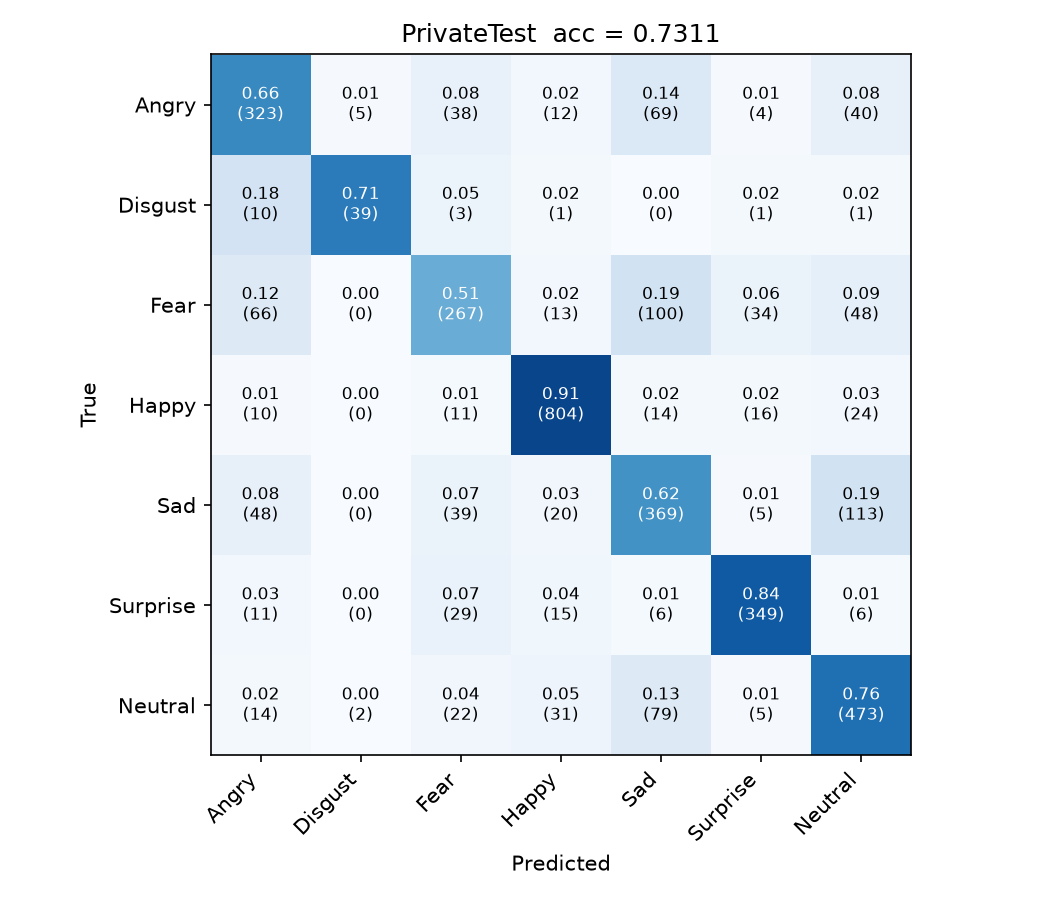 PrivateTest acc = 0.7311
True
Angry
0.66 0.01 0.08 0.02 0.14 0.01 0.08
(323) (5) (38) (12) (69) (4) (40)
Disgust
0.18 0.71 0.05 0.02 0.00 0.02 0.02
(10) (39) (3) (1) (0) (1) (1)
Fear
0.12 0.00 0.51 0.02 0.19 0.06 0.09
(66) (0) (267) (13) (100) (34) (48)
Happy
0.01 0.00 0.01 0.91 0.02 0.02 0.03
(10) (0) (11) (804) (14) (16) (24)
Sad
0.08 0.00 0.07 0.03 0.62 0.01 0.19
(48) (0) (39) (20) (369) (5) (113)
Surprise
0.03 0.00 0.07 0.04 0.01 0.84 0.01
(11) (0) (29) (15) (6) (349) (6)
Neutral
0.02 0.00 0.04 0.05 0.13 0.01 0.76
(14) (2) (22) (31) (79) (5) (473)
Angry Disgust Fear Happy Sad Surprise Neutral
Predicted